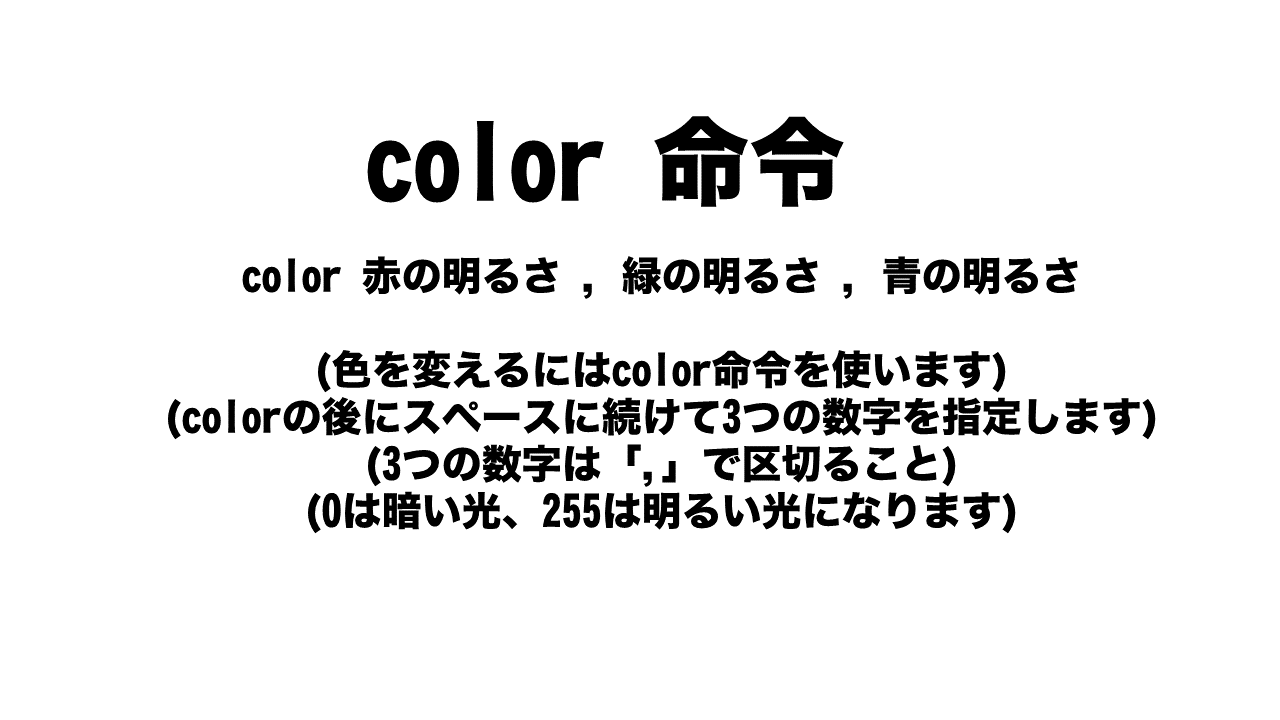 color 命令
color 赤の明るさ , 緑の明るさ , 青の明るさ
(色を変えるにはcolor命令を使います)
(colorの後にスペースに続けて3つの数字を指定します)
(3つの数字は「,」で区切ること)
(0は暗い光、255は明るい光になります)